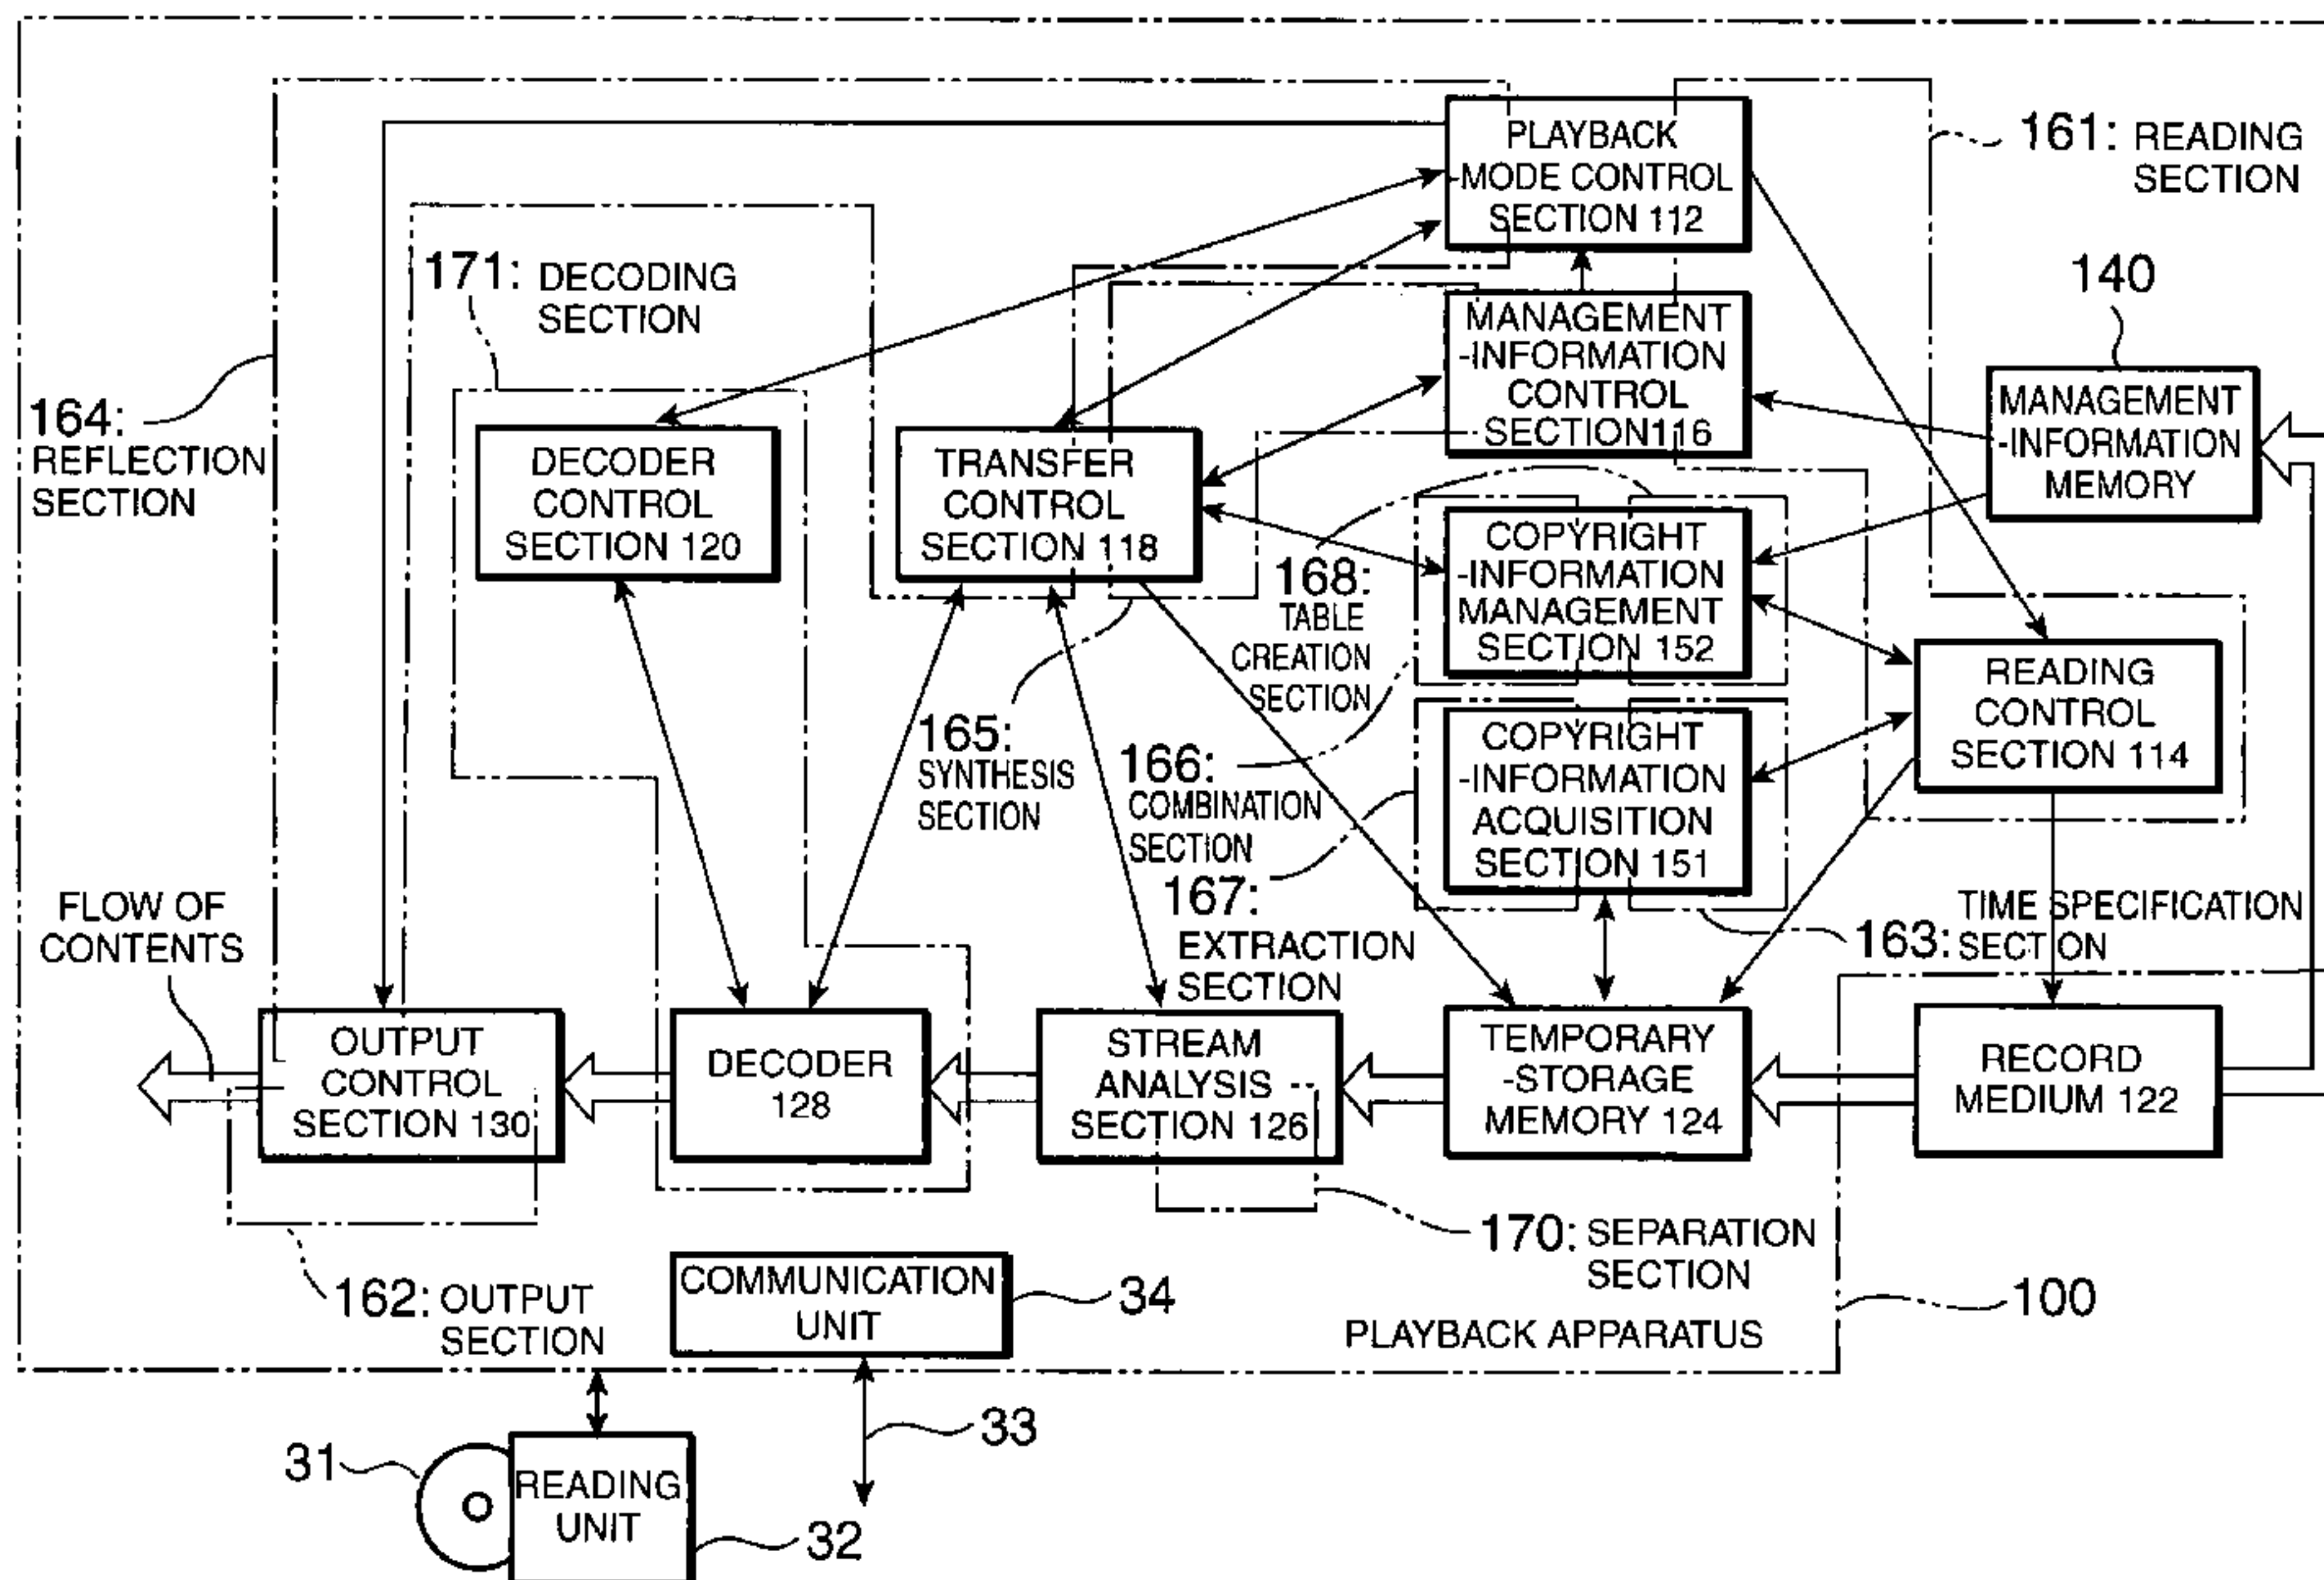 PLAYBACK
-MODE CONTROL
SECTION 112
161: READING
SECTION
171: DECODING
SECTION
140
MANAGEMENT
-INFORMATION
CONTROL
SECTION116
MANAGEMENT
-INFORMATION
MEMORY
164:
REFLECTION
SECTION
DECODER
CONTROL
SECTION 120
TRANSFER
CONTROL
SECTION 118
168:
TABLE
CREATION
SECTION
COPYRIGHT
-INFORMATION
MANAGEMENT
SECTION 152
READING
CONTROL
SECTION 114
165:
SYNTHESIS
SECTION
166:
COMBINATION
SECTION
COPYRIGHT
-INFORMATION
ACQUISITION
SECTION 151
167:
EXTRACTION
SECTION
TIME SPECIFICATION
163: SECTION
FLOW OF
CONTENTS
OUTPUT
CONTROL
SECTION 130
DECODER
128
STREAM
ANALYSIS
SECTION 126
TEMPORARY
-STORAGE
MEMORY 124
RECORD
MEDIUM 122
170: SEPARATION
SECTION
162: OUTPUT
SECTION
COMMUNICATION
UNIT
34
100
PLAYBACK APPARATUS
33
31
READING
UNIT
32